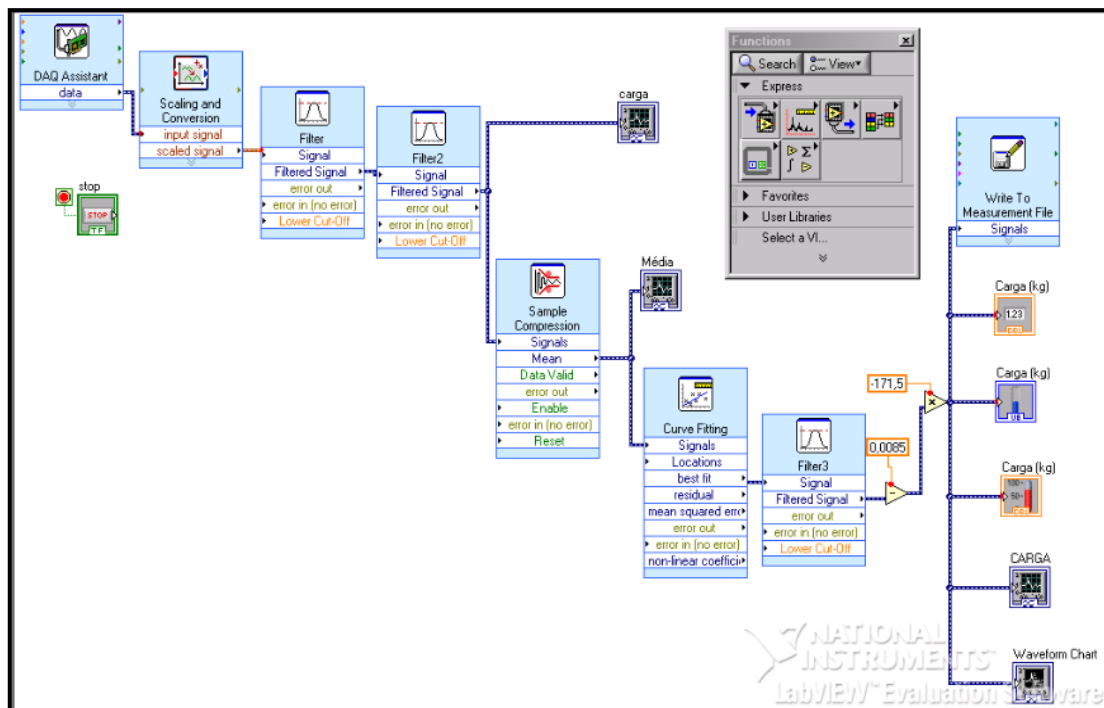 DAQ Assistant
data
Scaling and
Conversion
input signal
scaled signal
stop
STOP
TF
Filter
Signal
Filtered Signal
error out
error in (no error)
Lower Cut-Off
Filter2
Signal
Filtered Signal
error out
error in (no error)
Lower Cut-Off
carga
Functions
Search
View
Express
Favorites
User Libraries
Select a VI...
Sample
Compression
Signals
Mean
Data Valid
error out
Enable
error in (no error)
Reset
Média
Curve Fitting
Signals
Locations
best fit
residual
mean squared erro
error out
error in (no error)
non-linear coeffici
Filter3
Signal
Filtered Signal
error out
error in (no error)
Lower Cut-Off
0,0085
-171,5
Write To
Measurement File
Signals
Carga (kg)
1.23
DBL
Carga (kg)
Carga (kg)
100
50
DBL
CARGA
Waveform Chart
NATIONAL
INSTRUMENTS™
LabVIEW™ Evaluation Software